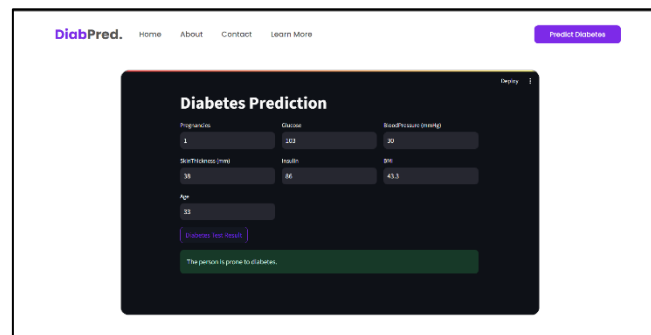 DiabPred. Home About Contact Learn More Predict Diabetes
Deploy
Diabetes Prediction
Pregnancies Glucose BloodPressure (mmHg)
1 103 30
SkinThickness (mm) Insulin BMI
38 86 43.3
Age
33
Diabetes Test Result
The person is prone to diabetes.